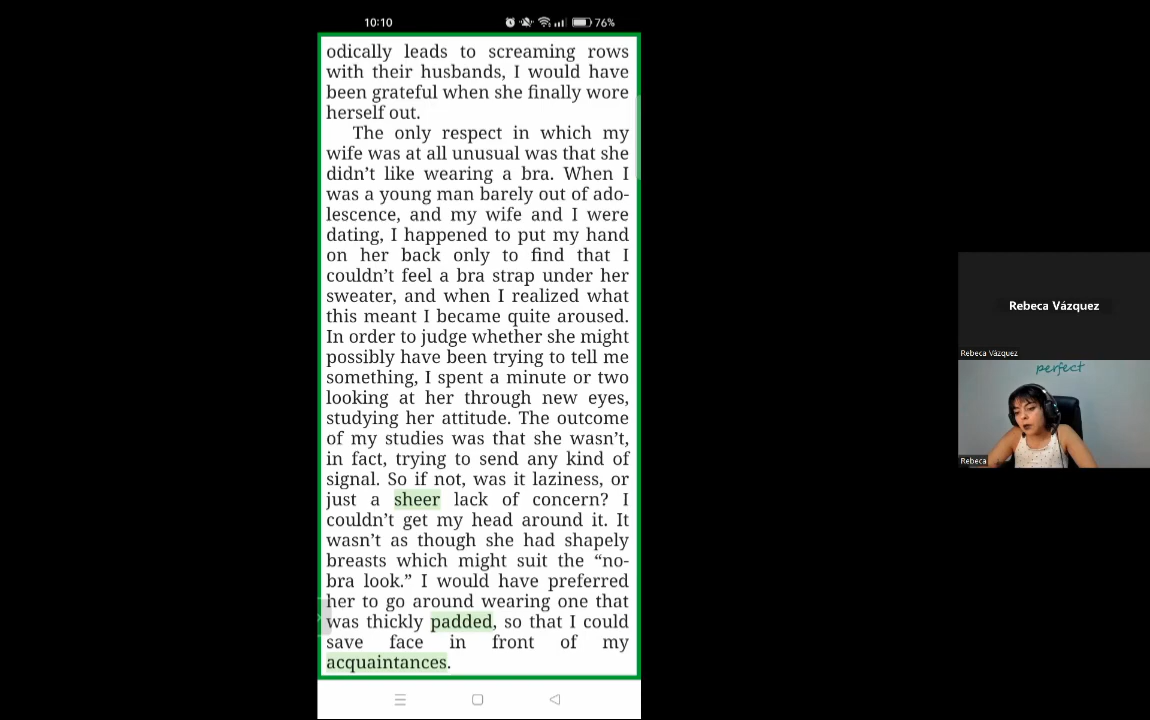 10:10
76%
odically leads to screaming rows
with their husbands, I would have
been grateful when she finally wore
herself out.
The only respect in which my
wife was at all unusual was that she
didn’t like wearing a bra. When I
was a young man barely out of ado-
lescence, and my wife and I were
dating, I happened to put my hand
on her back only to find that I
couldn’t feel a bra strap under her
sweater, and when I realized what
this meant I became quite aroused.
In order to judge whether she might
possibly have been trying to tell me
something, I spent a minute or two
looking at her through new eyes,
studying her attitude. The outcome
of my studies was that she wasn’t,
in fact, trying to send any kind of
signal. So if not, was it laziness, or
just a sheer lack of concern? I
couldn’t get my head around it. It
wasn’t as though she had shapely
breasts which might suit the “no-
bra look.” I would have preferred
her to go around wearing one that
was thickly padded, so that I could
save face in front of my
acquaintances.
Rebeca Vázquez
Rebeca Vázquez
perfect
Rebeca